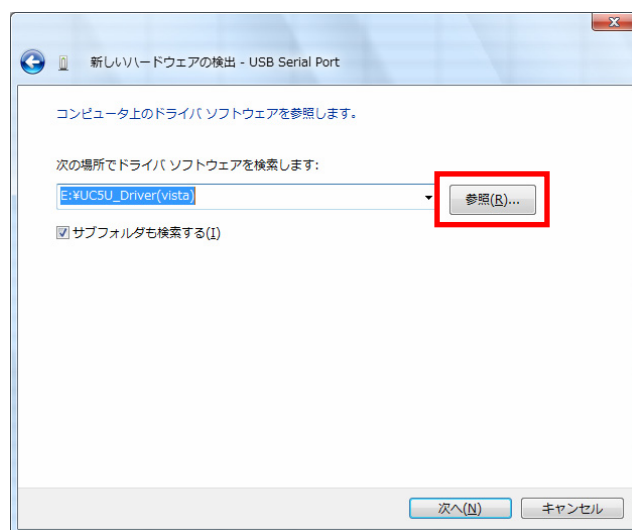 新しいハードウェアの検出 - USB Serial Port
コンピュータ上のドライバ ソフトウェアを参照します。
次の場所でドライバ ソフトウェアを検索します:
E:¥UC5U_Driver(vista)
参照(R)...
サブフォルダも検索する(I)
次へ(N)
キャンセル